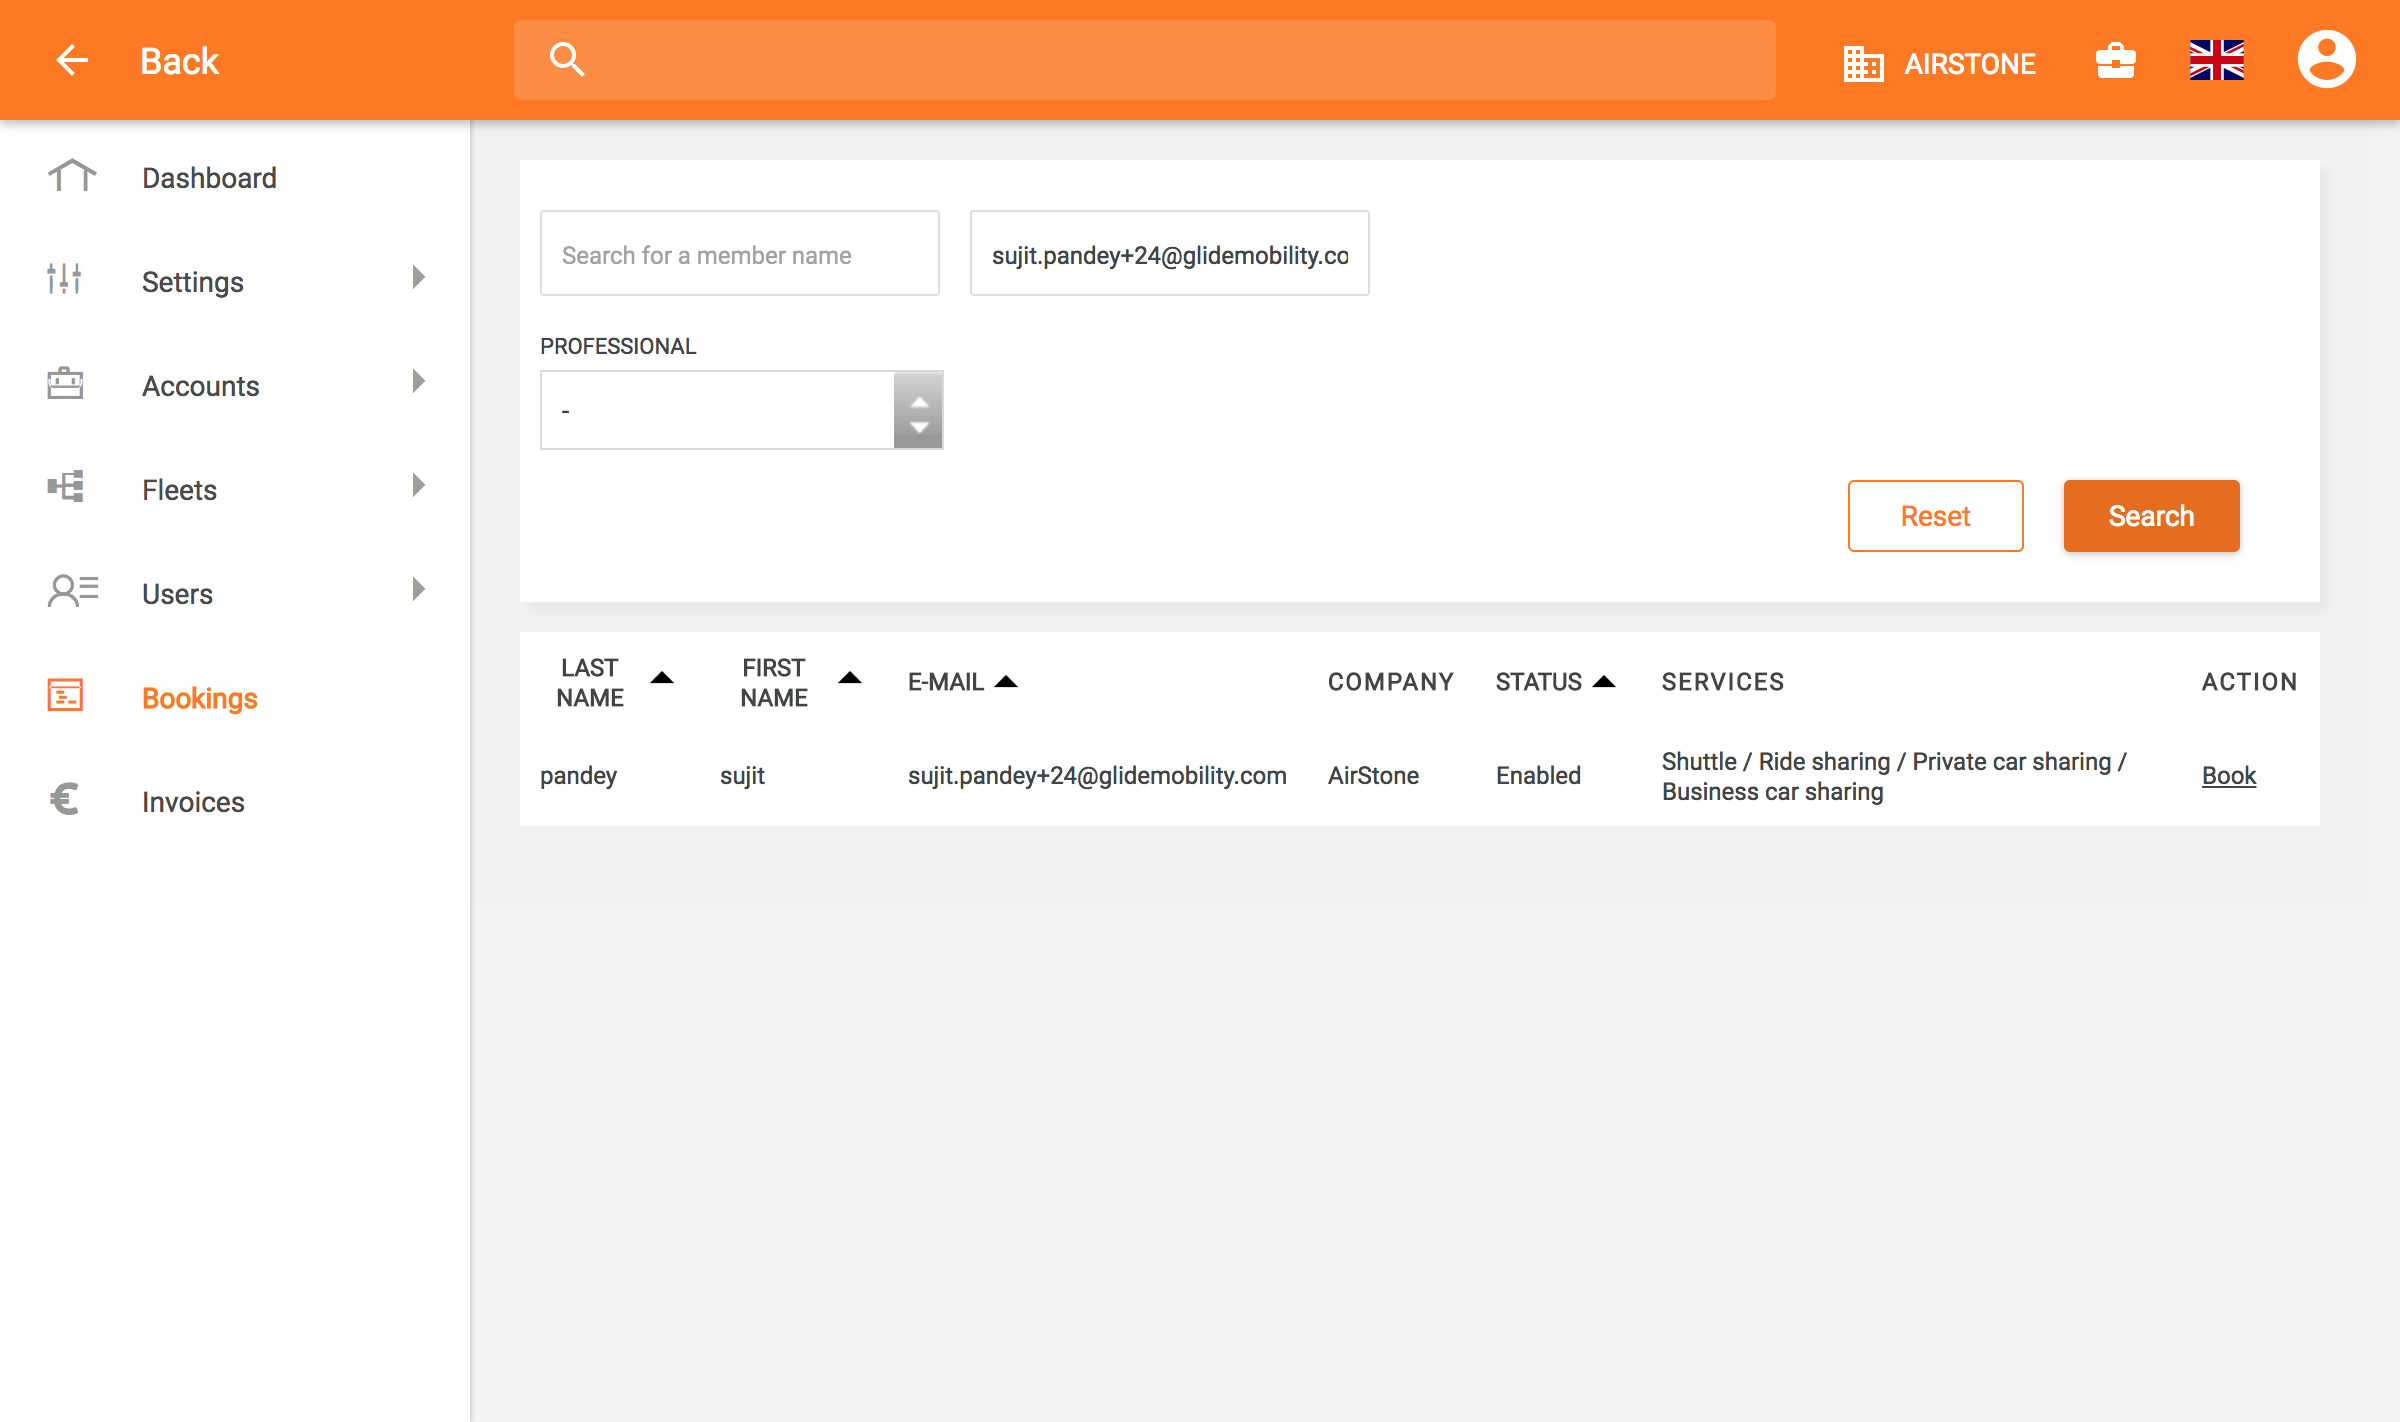 Back
AIRSTONE
Dashboard
Settings
Accounts
Fleets
Users
Bookings
€ Invoices
Search for a member name
sujit.pandey+24@glidemobility.co
PROFESSIONAL
-
Reset
Search
LAST NAME
FIRST NAME
E-MAIL
COMPANY
STATUS
SERVICES
ACTION
pandey
sujit
sujit.pandey+24@glidemobility.com
AirStone
Enabled
Shuttle / Ride sharing / Private car sharing /
Business car sharing
Book